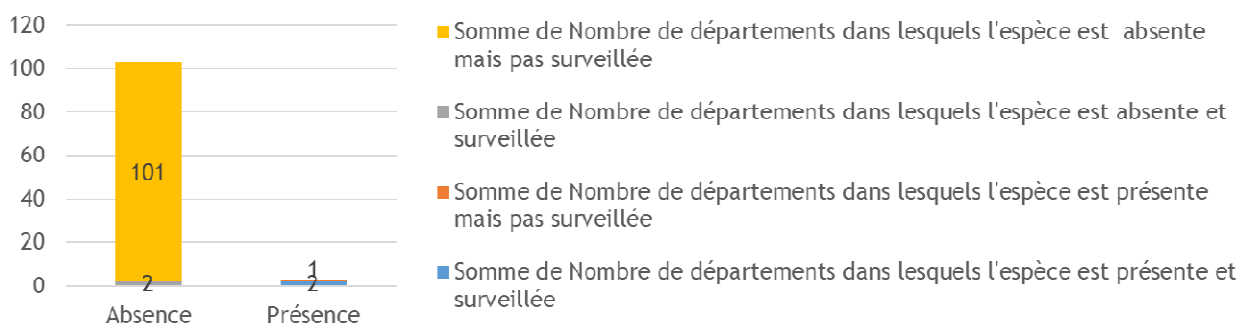 120
100
80
60
40
20
0
101
2
1
2
Absence
Présence
Somme de Nombre de départements dans lesquels l'espèce est absente
mais pas surveillée
Somme de Nombre de départements dans lesquels l'espèce est absente et
surveillée
Somme de Nombre de départements dans lesquels l'espèce est présente
mais pas surveillée
Somme de Nombre de départements dans lesquels l'espèce est présente et
surveillée